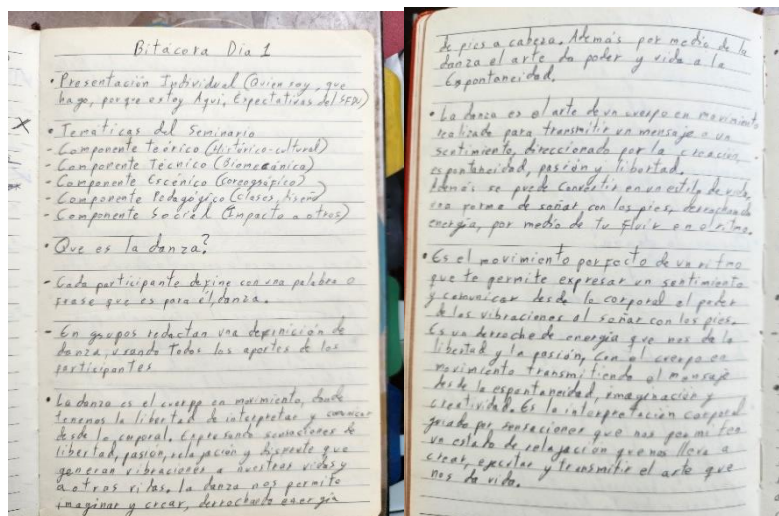 Bitácora Dia 1
• Presentación Individual (Quien soy, que
hago, porque estoy Aquí, Expectativas del
• Temáticas del Seminario
- Componente teórico (Histórico-cultural)
- Componente Técnico (Biomecánica)
- Componente Escénico (coreográfico)
- Componente Pedagógico (clases, diseño)
- Componente Social (Impacto a otros)
• Que es la danza?
- Cada participante define con una palabra o
frase que es para él, danza.
- En grupos redactan una definición de
danza, usando todos los aportes de los
participantes
• La danza es el cuerpo en movimiento, donde
tenemos la libertad de interpretar y comunicar
desde lo corporal. Expresando sensaciones de
libertad, pasión, relajación y disfrute que
generan vibraciones a nuestras vidas y
a otras vidas. la danza nos permite
imaginar y crear, derrochando energía
de pies a cabeza. Además por medio de la
danza el arte da poder y vida a la
Espontaneidad.
• La danza es el arte de un cuerpo en movimiento
realizado para transmitir un mensaje o un
sentimiento, direccionado por la creación,
espontaneidad, pasión y libertad.
Además se puede convertir en un estilo de vida,
una forma de soñar con los pies, derrochando
energía, por medio de tu fluir en el ritmo.
• Es el movimiento perfecto de un ritmo
que te permite expresar un sentimiento
y comunicar desde lo corporal el poder
de las vibraciones al soñar con los pies.
Es un derroche de energía que nos da la
libertad y la pasión, con el cuerpo en
movimiento transmitiendo el mensaje
desde la espontaneidad, imaginación y
creatividad. Es la interpretación corporal
guiada por sensaciones que nos permiten
un estado de relajación que nos lleva a
crear, ejecutar y transmitir el arte que
nos da vida.